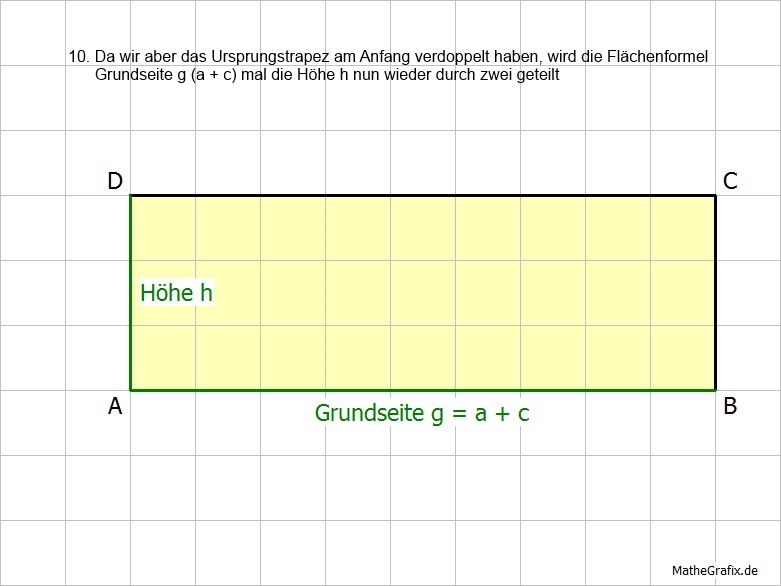 10. Da wir aber das Ursprungstrapez am Anfang verdoppelt haben, wird die Flächenformel
Grundseite g (a + c) mal die Höhe h nun wieder durch zwei geteilt
D
C
Höhe h
A
B
Grundseite g = a + c
MatheGrafix.de